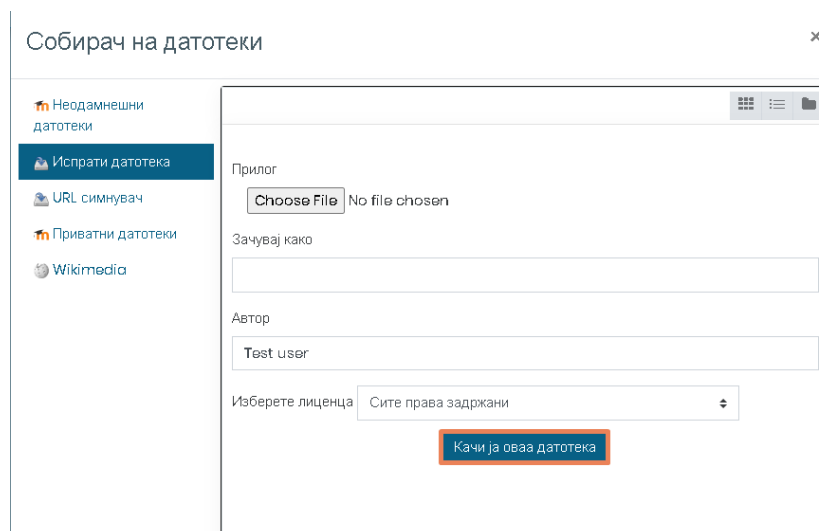 Собирач на датотеки
×
Неодамнешни
датотеки
Испрати датотека
URL симнувач
Приватни датотеки
Wikimedia
Прилог
Choose File No file chosen
Зачувај како
Автор
Test user
Изберете лиценца Сите права задржани
Качи ја оваа датотека